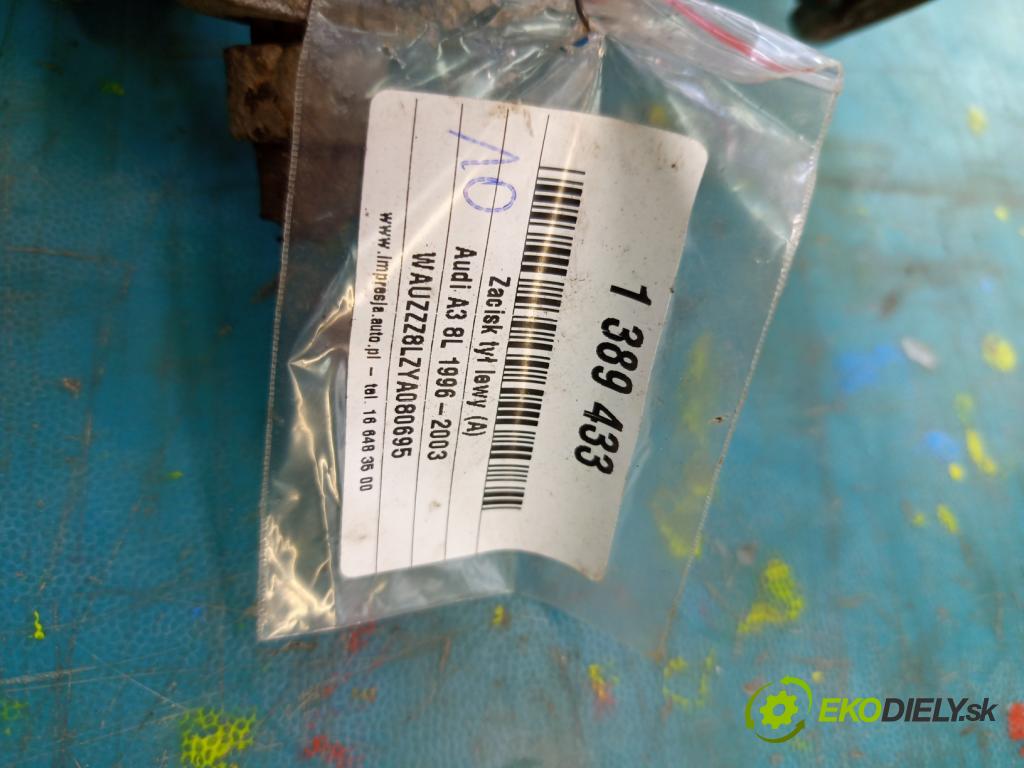 1 389 433
Zacisk tył lewy (A)
Audi A3 8L 1996-2003
WAUZZZ8LZYA080695
www.impresja.auto.pl - tel. 16 648 35 00
10
EKODIELY.sk